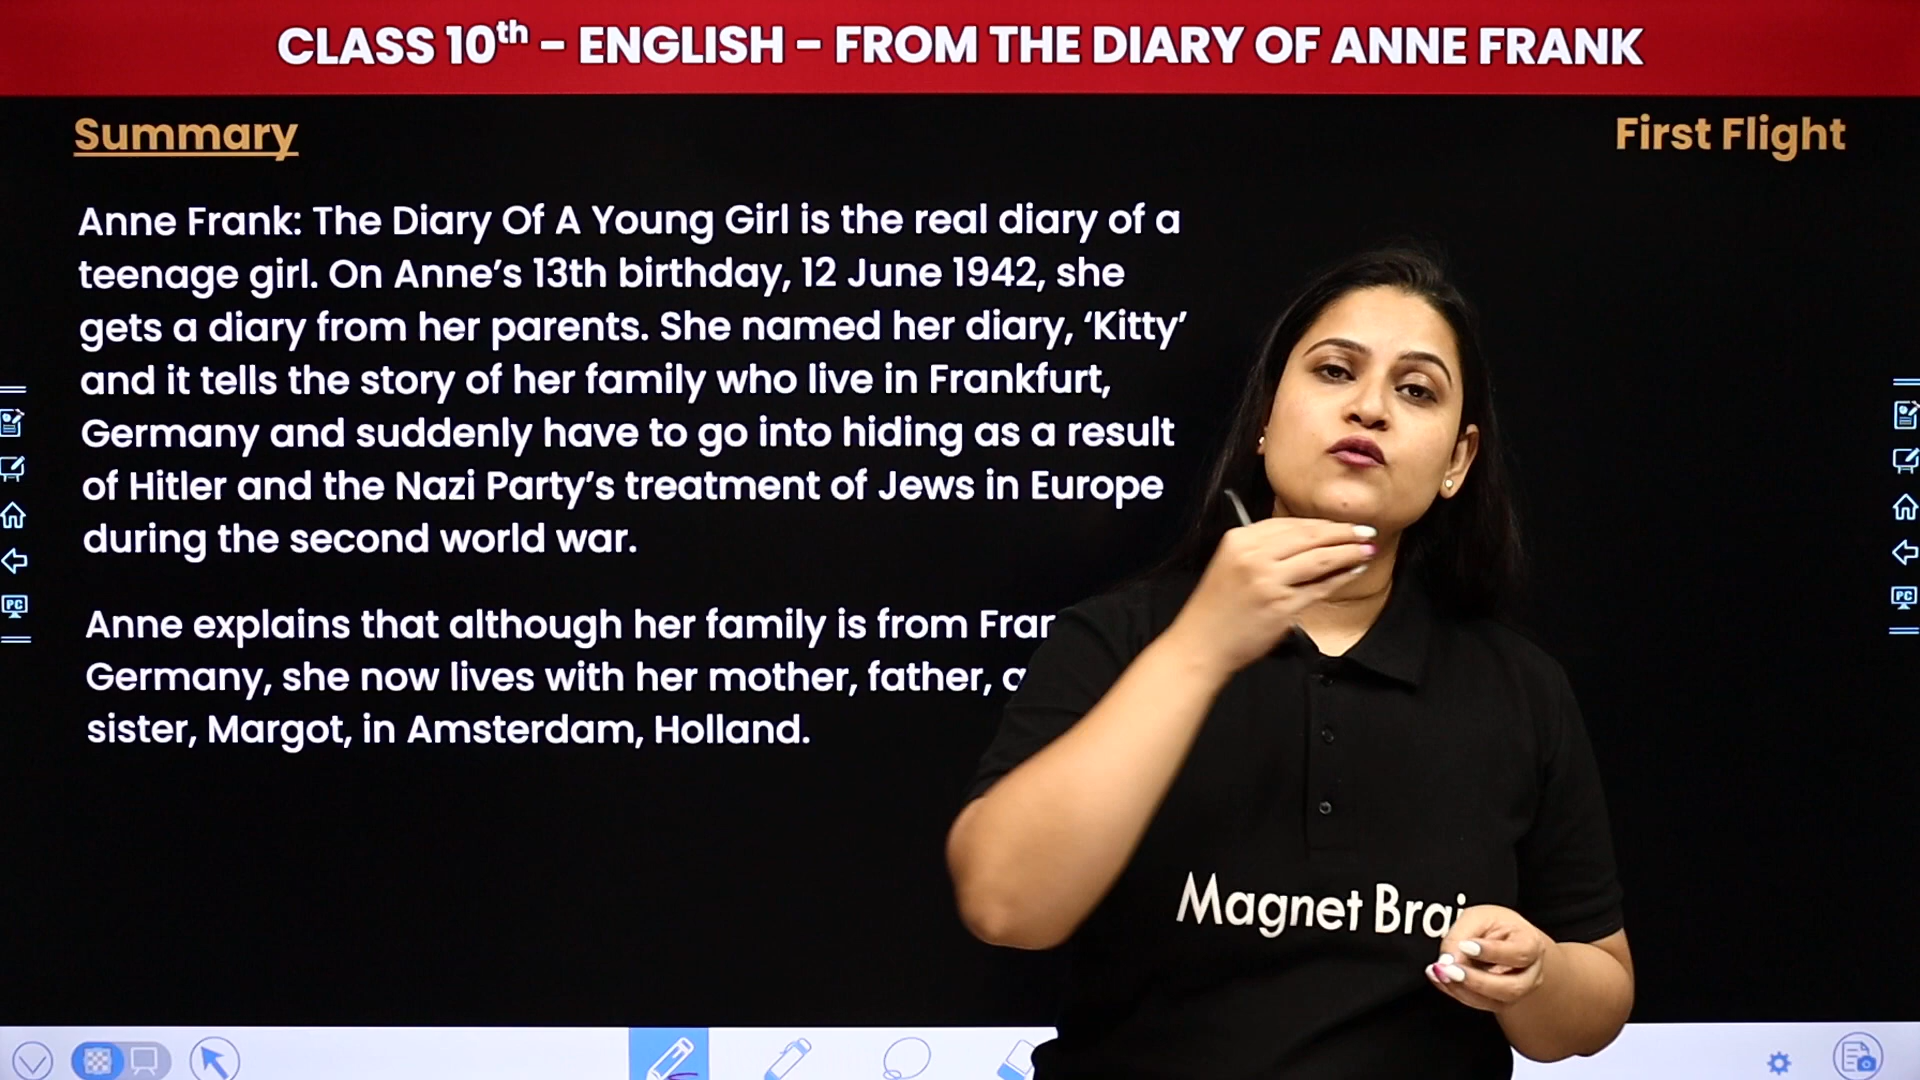 CLASS 10th - ENGLISH - FROM THE DIARY OF ANNE FRANK
Summary
First Flight
Anne Frank: The Diary Of A Young Girl is the real diary of a
teenage girl. On Anne's 13th birthday, 12 June 1942, she
gets a diary from her parents. She named her diary, 'Kitty'
and it tells the story of her family who live in Frankfurt,
Germany and suddenly have to go into hiding as a result
of Hitler and the Nazi Party's treatment of Jews in Europe
during the second world war.
Anne explains that although her family is from
Germany, she now lives with her mother, father,
sister, Margot, in Amsterdam, Holland.
Magnet
PC
PC